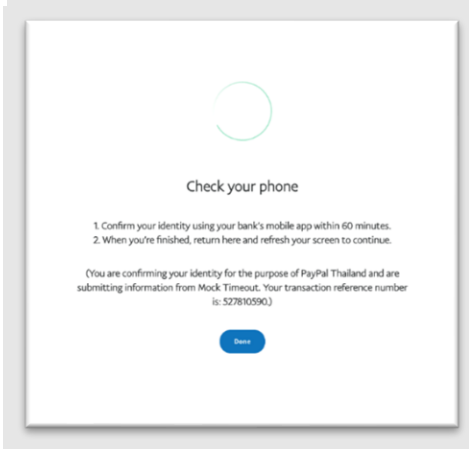 Check your phone
1. Confirm your identity using your bank's mobile app within 60 minutes.
2. When you're finished, return here and refresh your screen to continue.
(You are confirming your identity for the purpose of PayPal Thailand and are
submitting information from Mock Timeout. Your transaction reference number
is: 527810590.)
Done